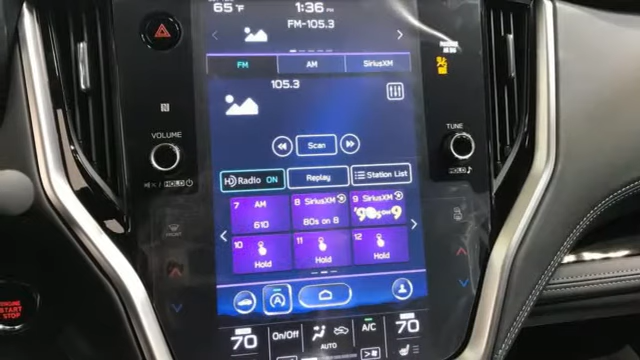 65°F 1:36 PM
FM-105.3
FM AM SiriusXM
105.3
VOLUME
TUNE
Scan
HOLD
HOLD
HD Radio ON Replay Station List
7 AM 8 SiriusXM 9 SiriusXM
610 80s on 8 '90s on 9
10 11 12
Hold Hold Hold
ENGINE
START
STOP
70 On/Off AUTO A/C 70